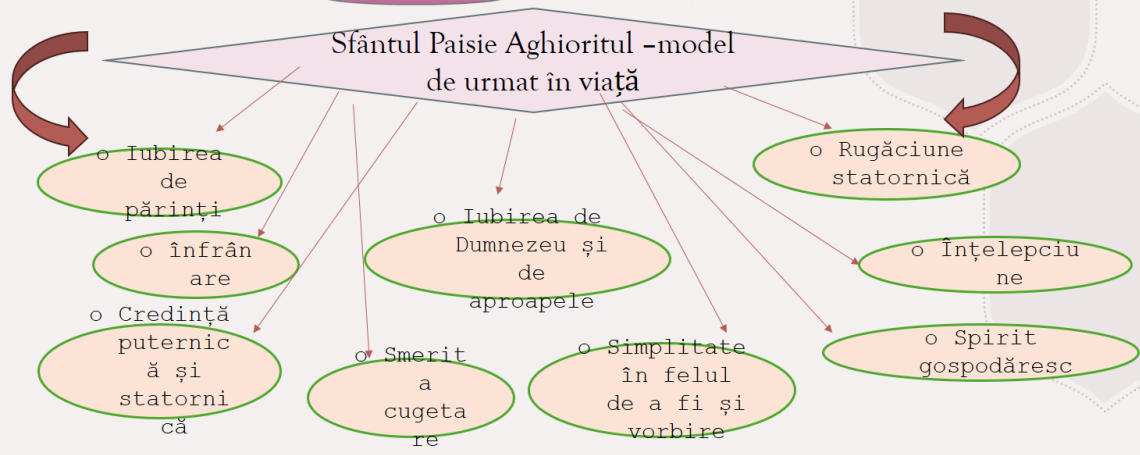 Sfântul Paisie Aghioritul –model
de urmat în viață
o Iubirea
de
părinți
o înfrân
are
o Credință
puternic
ă și
statorni
că
o Smerit
a
cugeta
re
o Iubirea de
Dumnezeu și
de
aproapele
o Simplitate
în felul
de a fi și
vorbire
o Rugăciune
statornică
o Înțelepciu
ne
o Spirit
gospodăresc